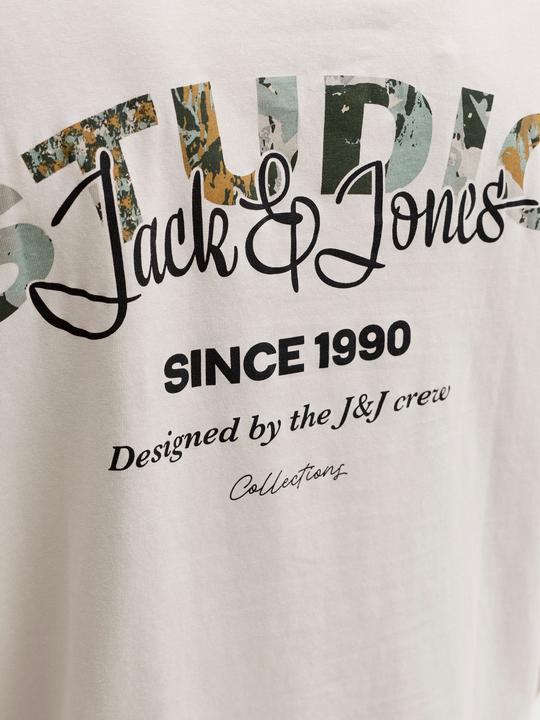 STUDIO
Jack & Jones
SINCE 1990
Designed by the J&J crew
Collections